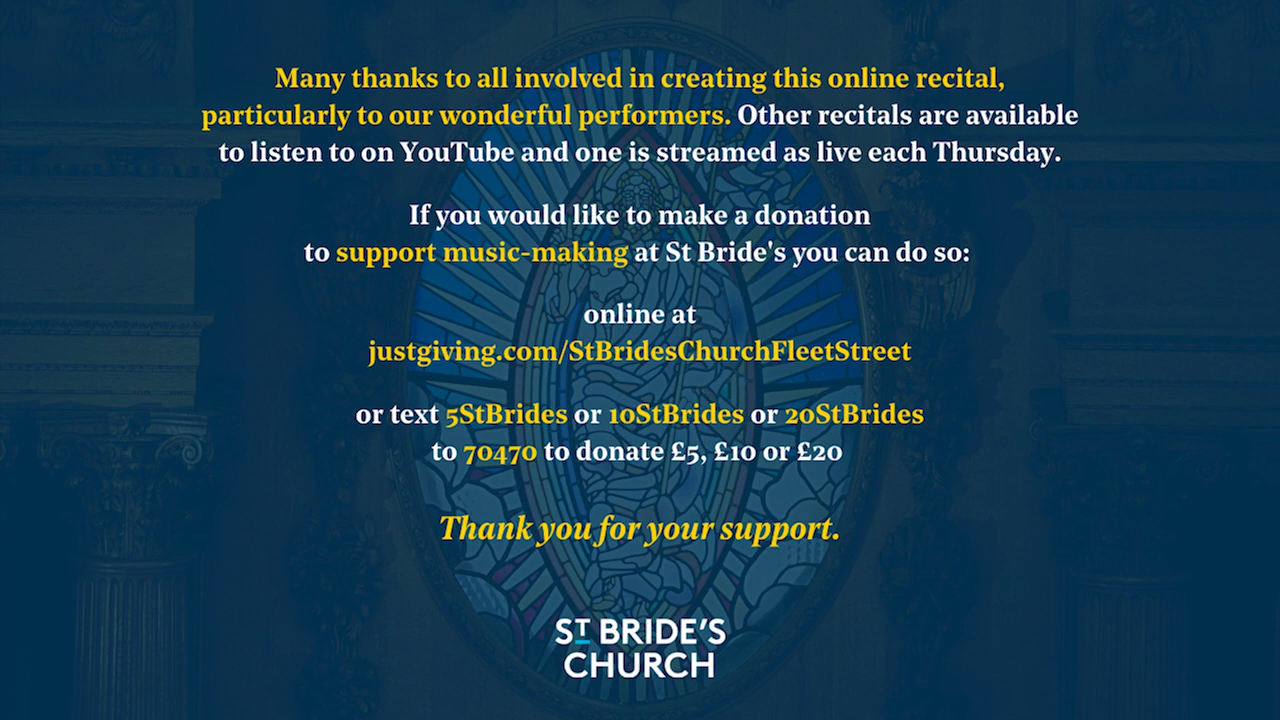 Many thanks to all involved in creating this online recital,
particularly to our wonderful performers. Other recitals are available
to listen to on YouTube and one is streamed as live each Thursday.
If you would like to make a donation
to support music-making at St Bride's you can do so:
online at
justgiving.com/StBridesChurchFleetStreet
or text 5StBrides or 10StBrides or 20StBrides
to 70470 to donate £5, £10 or £20
Thank you for your support.
ST BRIDE'S
CHURCH